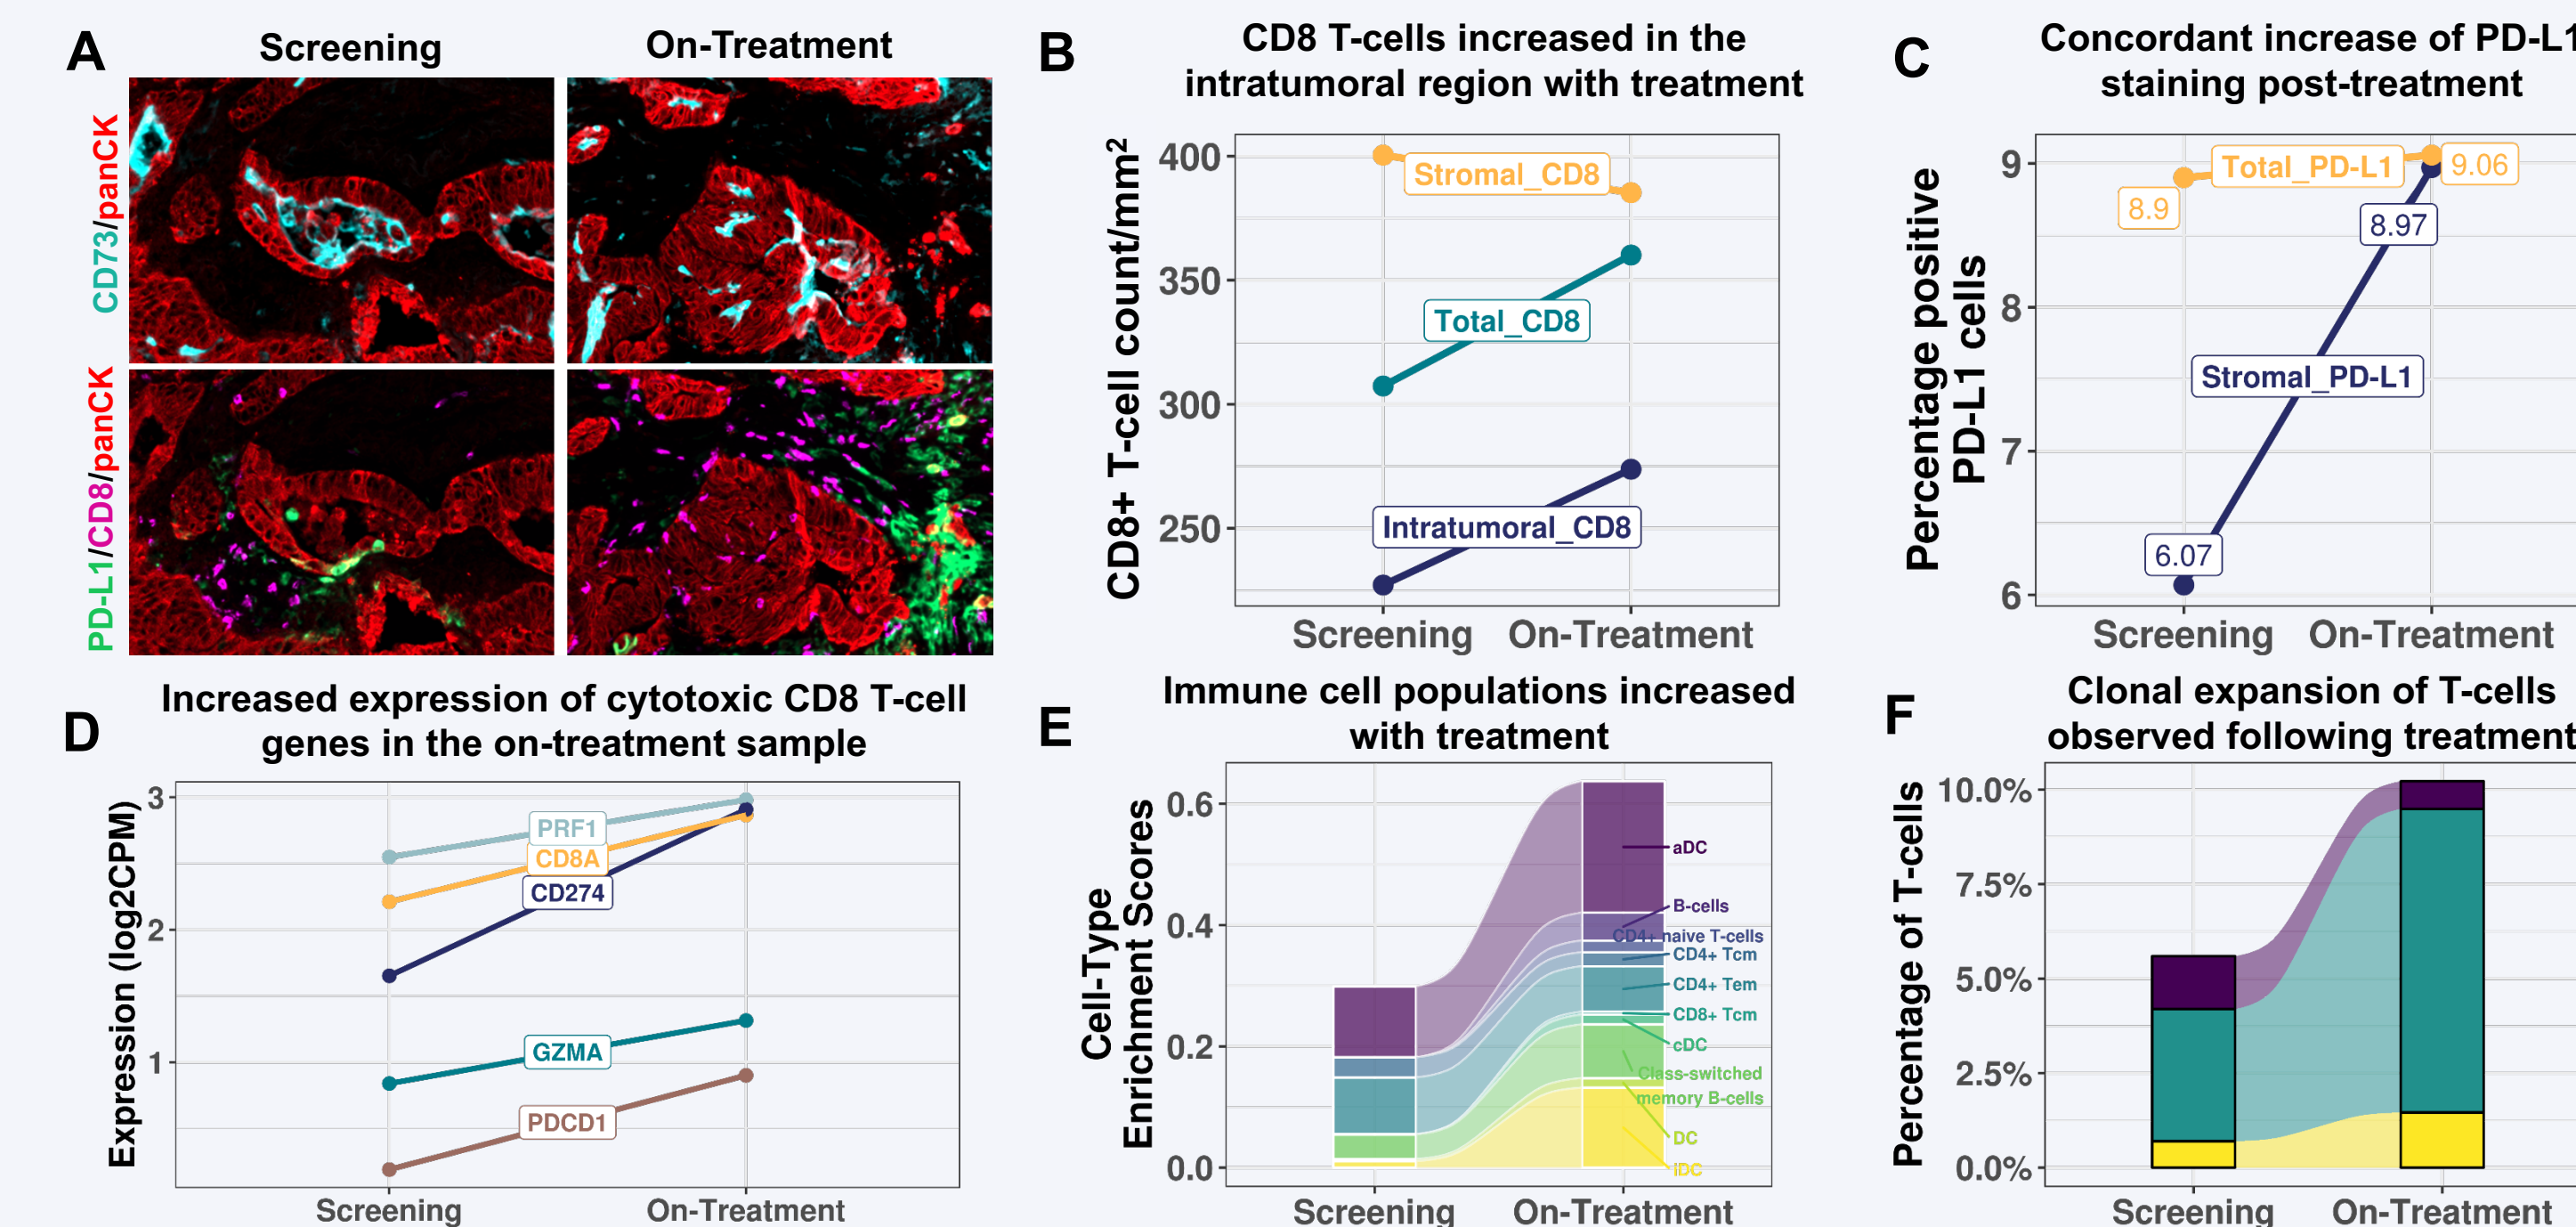 A
Screening
On-Treatment
CD73/panCK
PD-L1/CD8/panCK
B
CD8 T-cells increased in the
intratumoral region with treatment
CD8+ T-cell count/mm²
400
350
300
250
Stromal_CD8
Total_CD8
Intratumoral_CD8
Screening
On-Treatment
C
Concordant increase of PD-L1
staining post-treatment
Percentage positive
PD-L1 cells
9
8
7
6
Total_PD-L1
9.06
8.9
8.97
Stromal_PD-L1
6.07
Screening
On-Treatment
D
Increased expression of cytotoxic CD8 T-cell
genes in the on-treatment sample
Expression (log2CPM)
3
2
1
PRF1
CD8A
CD274
GZMA
PDCD1
Screening
On-Treatment
E
Immune cell populations increased
with treatment
Cell-Type
Enrichment Scores
0.6
0.4
0.2
0.0
aDC
B-cells
CD4+ naive T-cells
CD4+ Tcm
CD4+ Tem
CD8+ Tcm
cDC
Class-switched
memory B-cells
DC
iDC
Screening
On-Treatment
F
Clonal expansion of T-cells
observed following treatment
Percentage of T-cells
10.0%
7.5%
5.0%
2.5%
0.0%
Screening
On-Treatment